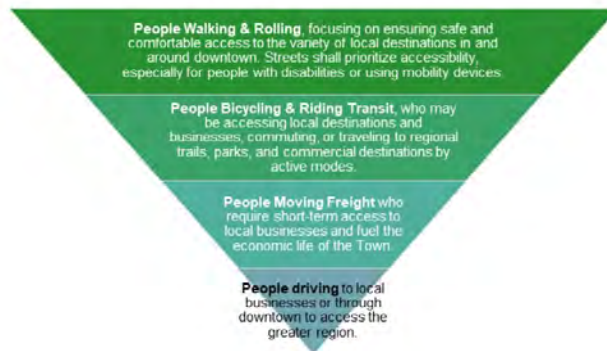 People Walking & Rolling, focusing on ensuring safe and
comfortable access to the variety of local destinations in and
around downtown. Streets shall prioritize accessibility,
especially for people with disabilities or using mobility devices.
People Bicycling & Riding Transit, who may
be accessing local destinations and
businesses, commuting, or traveling to regional
trails, parks, and commercial destinations by
active modes.
People Moving Freight who
require short-term access to
local businesses and fuel the
economic life of the Town.
People driving to local
businesses or through
downtown to access the
greater region.